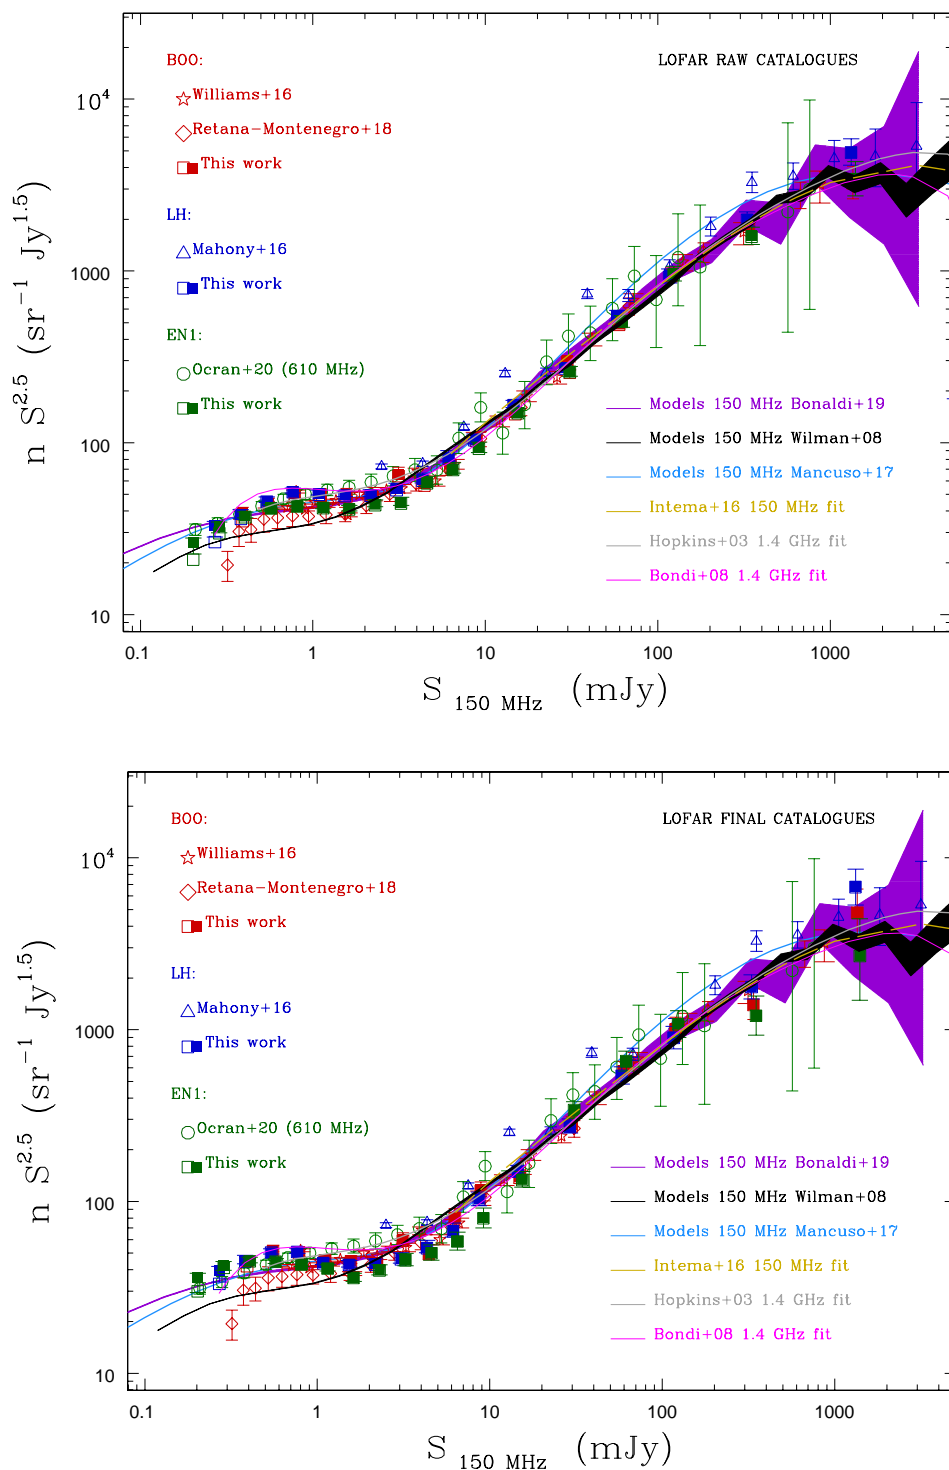 LOFAR RAW CATALOGUES
BOO:
Williams+16
Retana-Montenegro+18
This work
LH:
Mahony+16
This work
EN1:
Ocran+20 (610 MHz)
This work
Models 150 MHz Bonaldi+19
Models 150 MHz Wilman+08
Models 150 MHz Mancuso+17
Intema+16 150 MHz fit
Hopkins+03 1.4 GHz fit
Bondi+08 1.4 GHz fit
n S^2.5 (sr^-1 Jy^1.5)
10^4
1000
100
10
0.1 1 10 100 1000
S 150 MHz (mJy)
LOFAR FINAL CATALOGUES
BOO:
Williams+16
Retana-Montenegro+18
This work
LH:
Mahony+16
This work
EN1:
Ocran+20 (610 MHz)
This work
Models 150 MHz Bonaldi+19
Models 150 MHz Wilman+08
Models 150 MHz Mancuso+17
Intema+16 150 MHz fit
Hopkins+03 1.4 GHz fit
Bondi+08 1.4 GHz fit
n S^2.5 (sr^-1 Jy^1.5)
10^4
1000
100
10
0.1 1 10 100 1000
S 150 MHz (mJy)